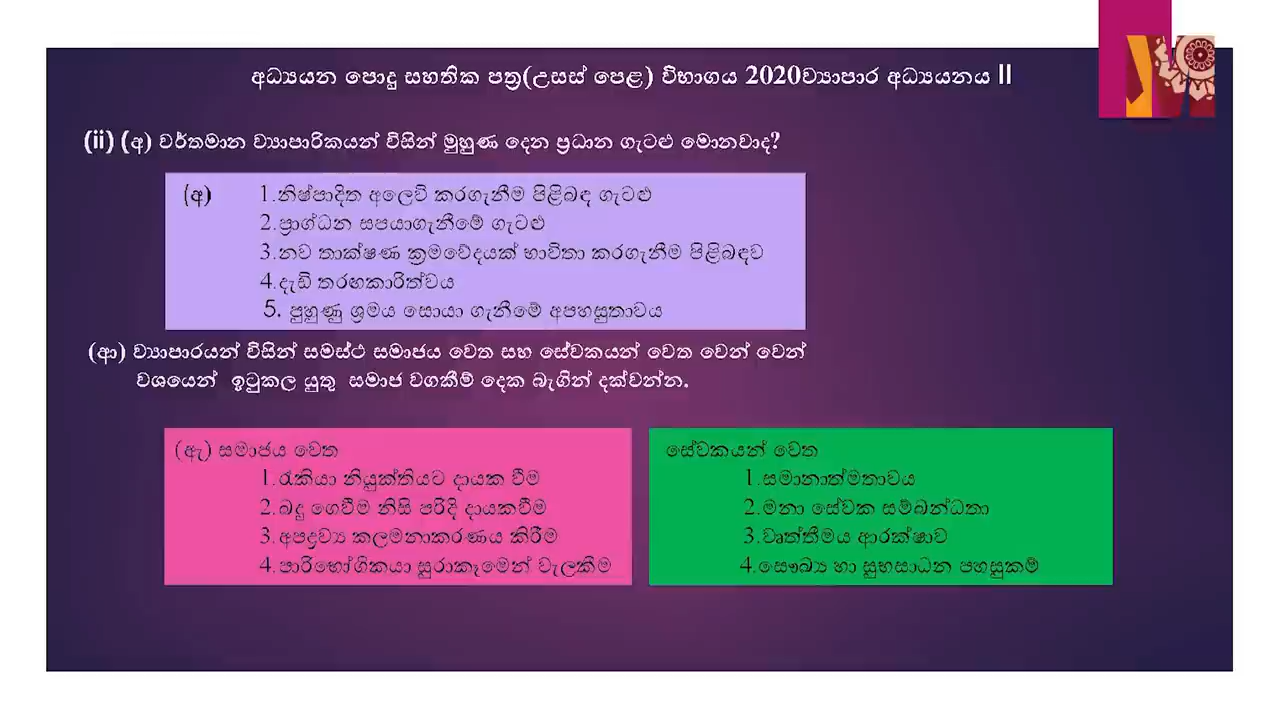 අධ්‍යයන පොදු සහතික පත්‍ර(උසස් පෙළ) විභාගය 2020ව්‍යාපාර අධ්‍යයනය II
(ii) (අ) වර්තමාන ව්‍යාපාරිකයන් විසින් මුහුණ දෙන ප්‍රධාන ගැටළු මොනවාද?
(අ) 1.නිෂ්පාදිත අලෙවි කරගැනීම පිළිබඳ ගැටළු
2.ප්‍රාග්ධන සපයාගැනීමේ ගැටළු
3.නව තාක්ෂණ ක්‍රමවේදයක් භාවිතා කරගැනීම පිළිබඳව
4.දැඩි තරඟකාරිත්වය
5. පුහුණු ශ්‍රමය සොයා ගැනීමේ අපහසුතාවය
(ආ) ව්‍යාපාරයන් විසින් සමස්ථ සමාජය වෙත සහ සේවකයන් වෙත වෙන් වෙන්
වශයෙන් ඉටුකල යුතු සමාජ වගකීම් දෙක බැගින් දක්වන්න.
(ඇ) සමාජය වෙත
1.රැකියා නියුක්තියට දායක වීම
2.බදු ගෙවීම නිසි පරිදි දායකවීම
3.අපද්‍රව්‍ය කලමනාකරණය කිරීම
4.පාරිභෝගිකයා සුරාකෑමෙන් වැලකීම
සේවකයන් වෙත
1.සමානාත්මතාවය
2.මනා සේවක සම්බන්ධතා
3.වෘත්තීමය ආරක්ෂාව
4.සෞඛ්‍ය හා සුභසාධන පහසුකම්